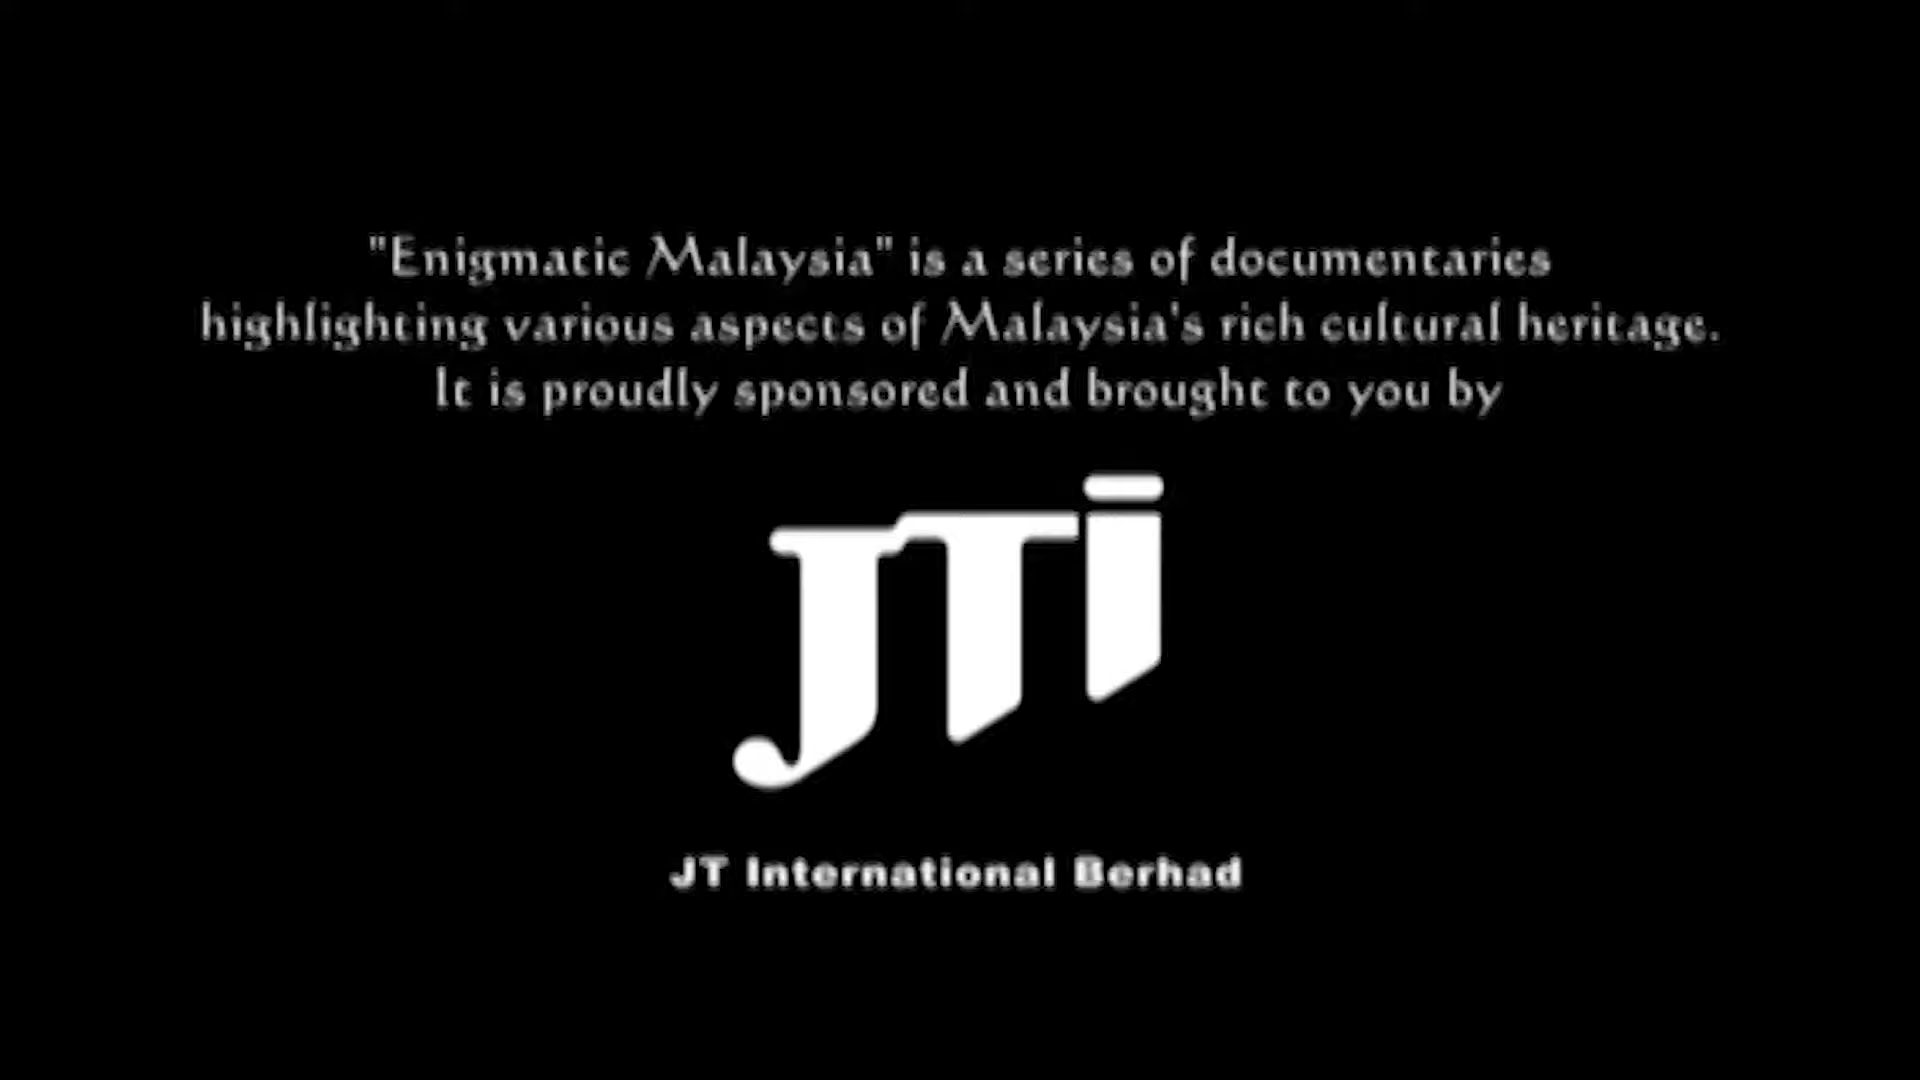 "Enigmatic Malaysia" is a series of documentaries
highlighting various aspects of Malaysia's rich cultural heritage.
It is proudly sponsored and brought to you by
JTi
JT International Berhad